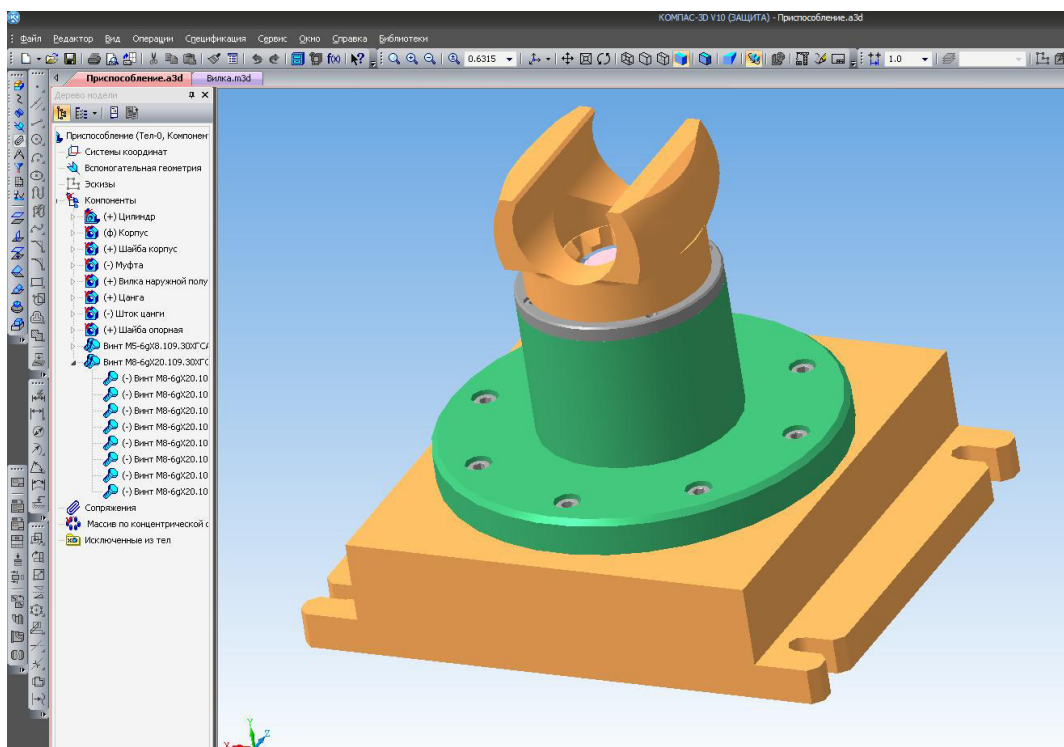 КОМПАС-3D V10 (ЗАЩИТА) - Приспособление.a3d
Файл Редактор Вид Операции Спецификация Сервис Окно Справка Библиотеки
0.6315 1.0
Приспособление.a3d Вилка.m3d
Дерево модели
Приспособление (Тел-0, Компонен
Системы координат
Вспомогательная геометрия
Эскизы
Компоненты
(+) Цилиндр
(ф) Корпус
(+) Шайба корпус
(-) Муфта
(+) Вилка наружной полу
(+) Цанга
(-) Шток цанги
(+) Шайба опорная
Винт М5-6gX8.109.30ХГСА
Винт М8-6gX20.109.30ХГС
(-) Винт М8-6gX20.10
(-) Винт М8-6gX20.10
(-) Винт М8-6gX20.10
(-) Винт М8-6gX20.10
(-) Винт М8-6gX20.10
(-) Винт М8-6gX20.10
(-) Винт М8-6gX20.10
(-) Винт М8-6gX20.10
Сопряжения
Массив по концентрической с
Исключенные из тел
Y
Z
X